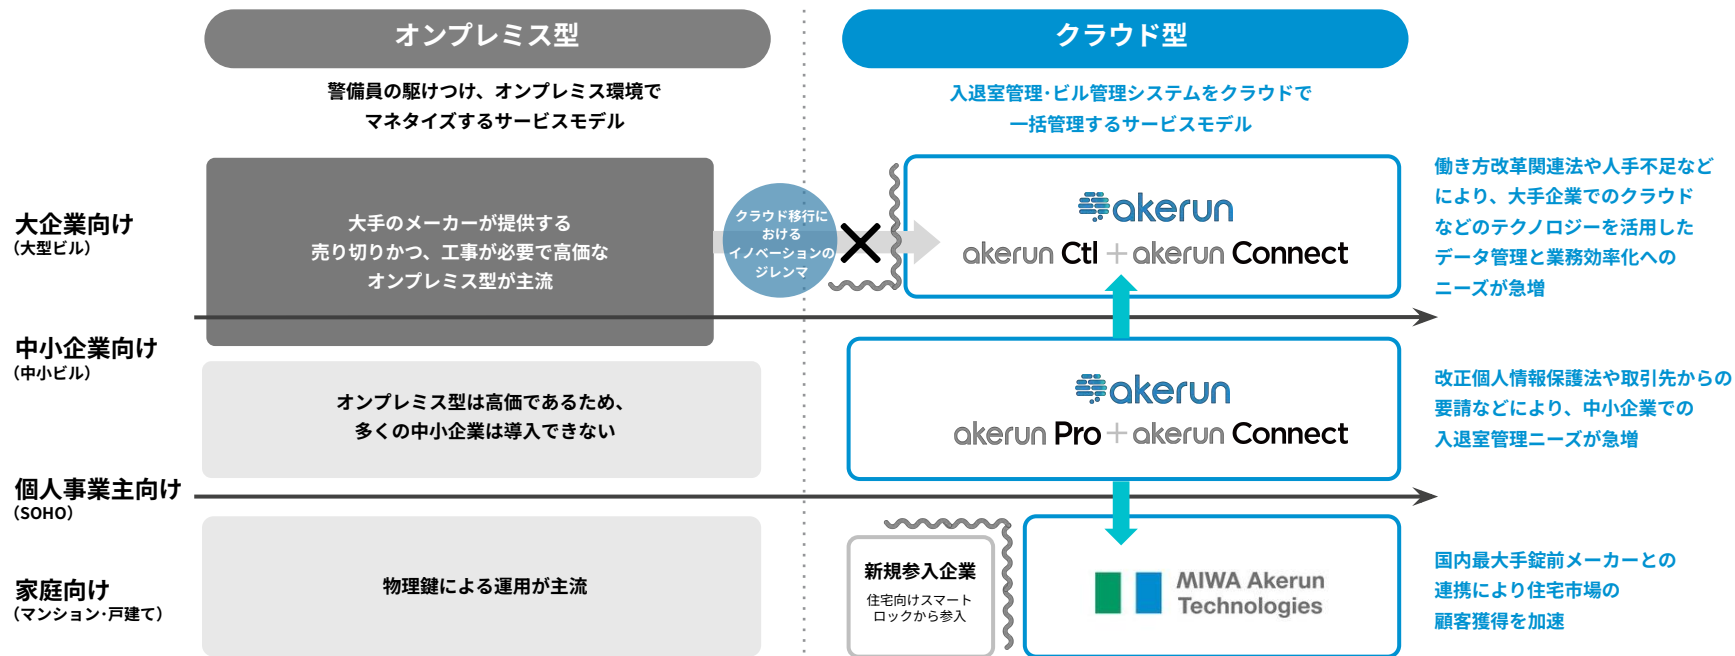 オンプレミス型
クラウド型
警備員の駆けつけ、オンプレミス環境で
マネタイズするサービスモデル
入退室管理・ビル管理システムをクラウドで
一括管理するサービスモデル
大企業向け
（大型ビル）
大手のメーカーが提供する
売り切りかつ、工事が必要で高価な
オンプレミス型が主流
クラウド移行に
おける
イノベーションの
ジレンマ
akerun
akerun Ctl + akerun Connect
働き方改革関連法や人手不足など
により、大手企業でのクラウド
などのテクノロジーを活用した
データ管理と業務効率化への
ニーズが急増
中小企業向け
（中小ビル）
オンプレミス型は高価であるため、
多くの中小企業は導入できない
akerun
akerun Pro + akerun Connect
改正個人情報保護法や取引先からの
要請などにより、中小企業での
入退室管理ニーズが急増
個人事業主向け
（SOHO）
家庭向け
（マンション・戸建て）
物理鍵による運用が主流
新規参入企業
住宅向けスマート
ロックから参入
MIWA Akerun
Technologies
国内最大手錠前メーカーとの
連携により住宅市場の
顧客獲得を加速